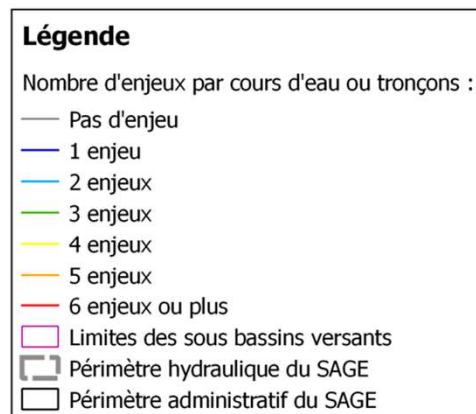 Légende
Nombre d'enjeux par cours d'eau ou tronçons :
Pas d'enjeu
1 enjeu
2 enjeux
3 enjeux
4 enjeux
5 enjeux
6 enjeux ou plus
Limites des sous bassins versants
Périmètre hydraulique du SAGE
Périmètre administratif du SAGE